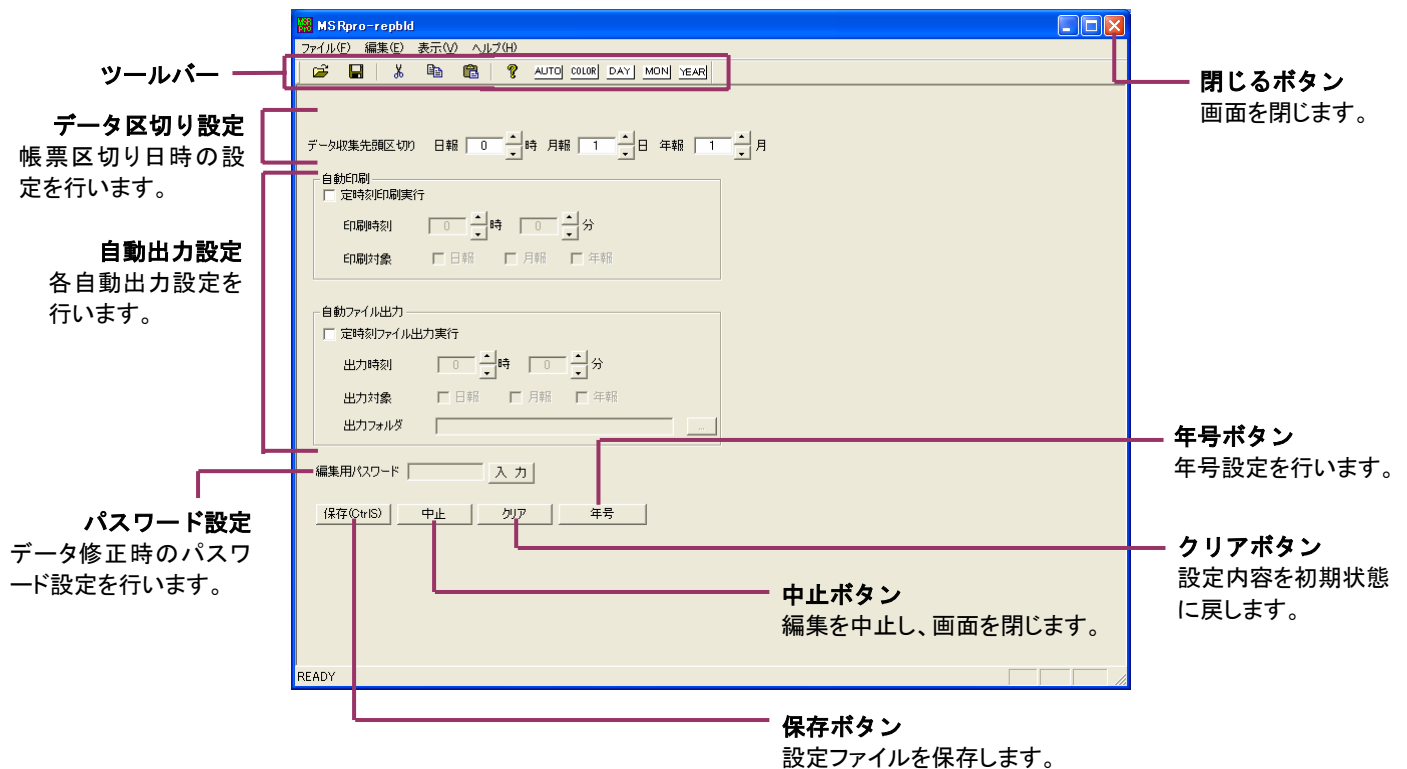 MSRpro-repbld
ファイル(F) 編集(E) 表示(V) ヘルプ(H)
AUTO COLOR DAY MON YEAR
ツールバー
閉じるボタン
画面を閉じます。
データ区切り設定
帳票区切り日時の設
定を行います。
データ収集先頭区切り 日報 0 時 月報 1 日 年報 1 月
自動出力設定
各自動出力設定を
行います。
自動印刷
定時刻印刷実行
印刷時刻 0 時 0 分
印刷対象 日報 月報 年報
自動ファイル出力
定時刻ファイル出力実行
出力時刻 0 時 0 分
出力対象 日報 月報 年報
出力フォルダ ...
年号ボタン
年号設定を行います。
編集用パスワード 入 力
パスワード設定
データ修正時のパスワ
ード設定を行います。
保存(CtrlS) 中止 クリア 年号
クリアボタン
設定内容を初期状態
に戻します。
中止ボタン
編集を中止し、画面を閉じます。
READY
保存ボタン
設定ファイルを保存します。